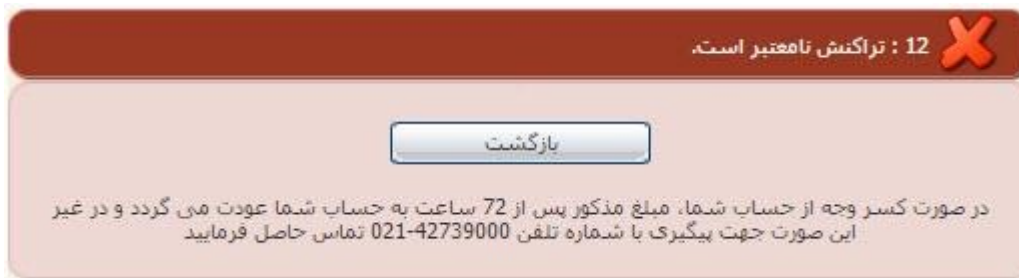 12 : تراکنش نامعتبر است.
بازگشت
در صورت کسر وجه از حساب شما، مبلغ مذکور پس از 72 ساعت به حساب شما عودت می گردد و در غیر
این صورت جهت پیگیری با شماره تلفن 42739000-021 تماس حاصل فرمایید